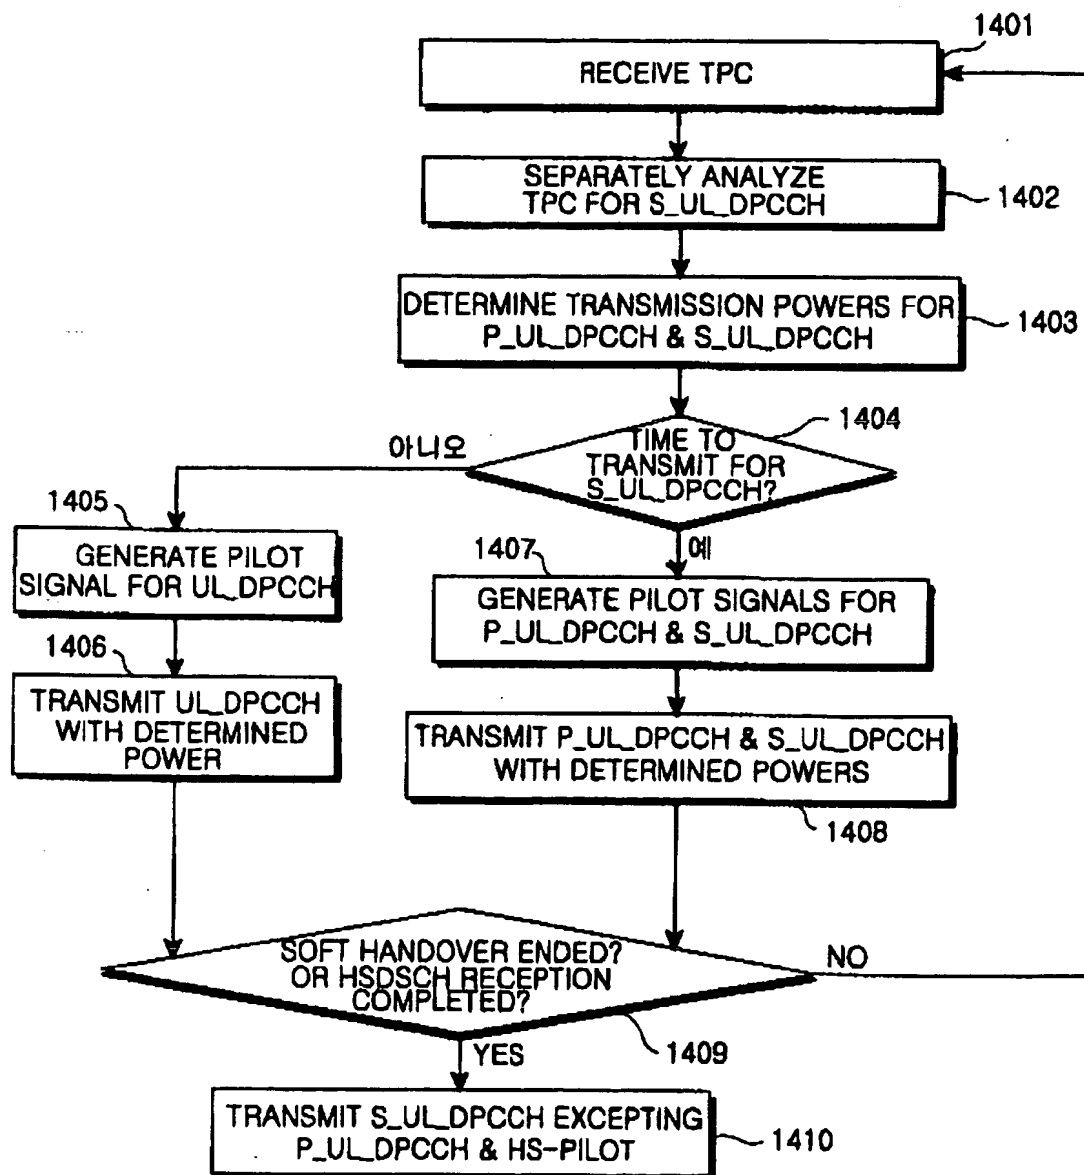 1401
RECEIVE TPC
SEPARATELY ANALYZE
TPC FOR S_UL_DPCCH
1402
DETERMINE TRANSMISSION POWERS FOR
P_UL_DPCCH & S_UL_DPCCH
1403
1404
아니오
TIME TO
TRANSMIT FOR
S_UL_DPCCH?
1405
예
GENERATE PILOT
SIGNAL FOR UL_DPCCH
1407
GENERATE PILOT SIGNALS FOR
P_UL_DPCCH & S_UL_DPCCH
1406
TRANSMIT UL_DPCCH
WITH DETERMINED
POWER
TRANSMIT P_UL_DPCCH & S_UL_DPCCH
WITH DETERMINED POWERS
1408
SOFT HANDOVER ENDED?
OR HSDSCH RECEPTION
COMPLETED?
NO
1409
YES
TRANSMIT S_UL_DPCCH EXCEPTING
P_UL_DPCCH & HS-PILOT
1410